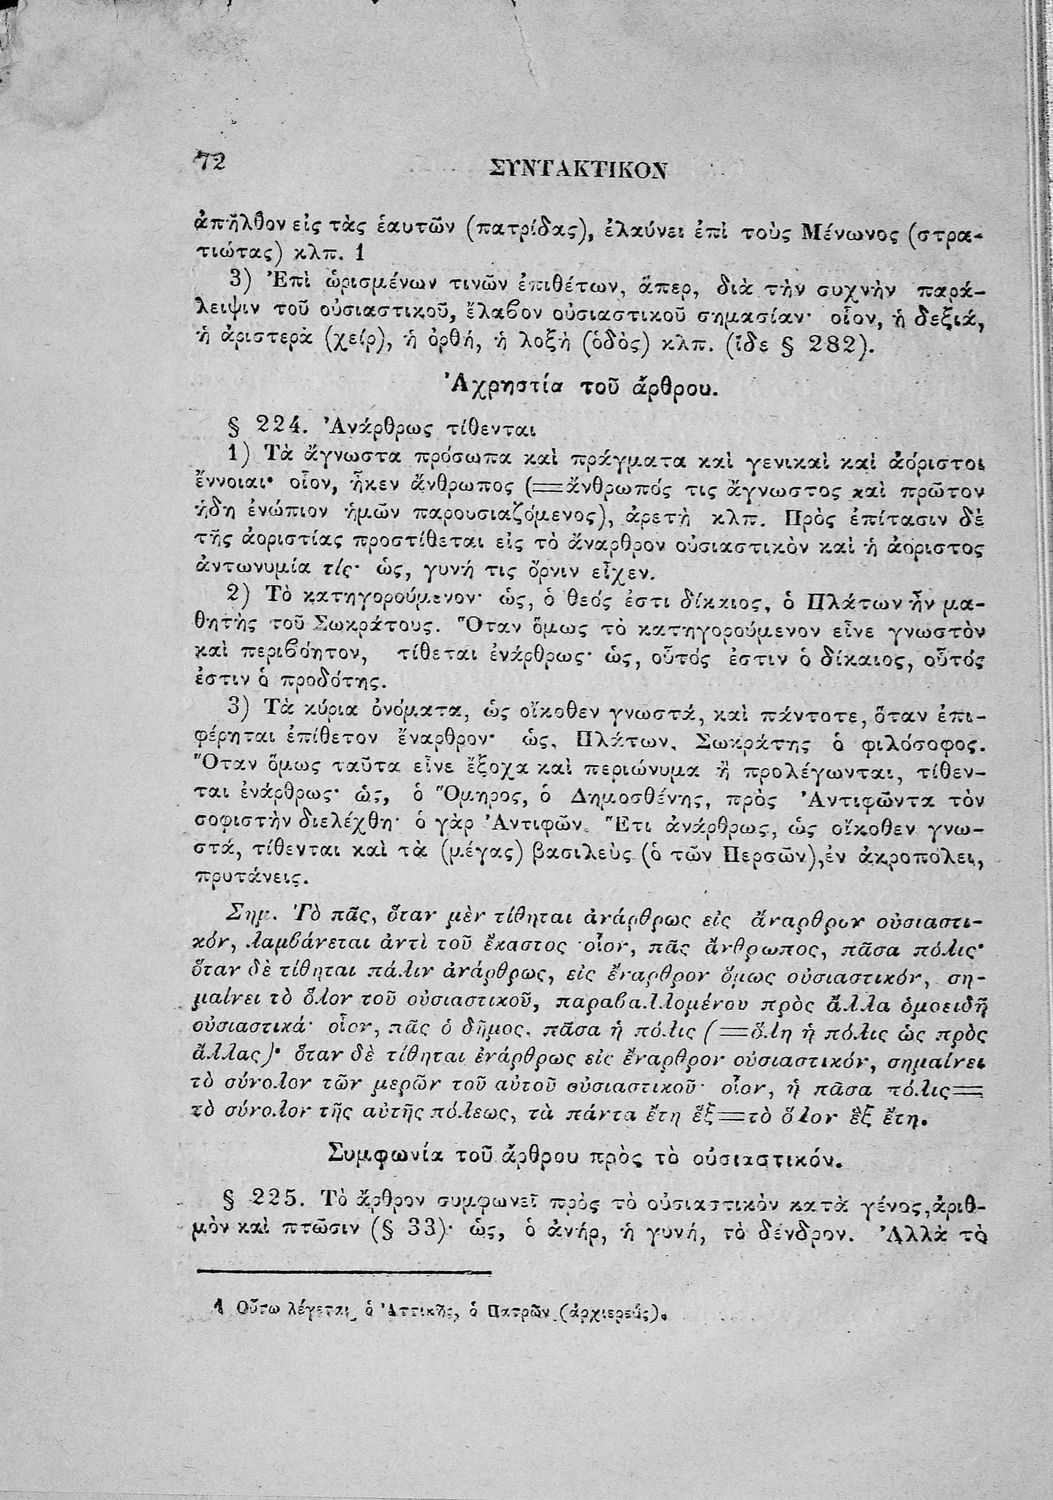 72
ΣΥΝΤΑΚΤΙΚΟΝ
ἀπῆλθον εἰς τὰς ἑαυτῶν (πατρίδας), ἐλαύνει ἐπὶ τοὺς Μένωνος (στρα-
τιώτας) κλπ. 1
3) Ἐπὶ ὡρισμένων τινῶν ἐπιθέτων, ἅπερ, διὰ τὴν συχνὴν παρά-
λειψιν τοῦ οὐσιαστικοῦ, ἔλαβον οὐσιαστικοῦ σημασίαν· οἷον, ἡ δεξιά,
ἡ ἀριστερὰ (χείρ), ἡ ὀρθή, ἡ λοξὴ (ὁδὸς) κλπ. (ἴδε § 282).
Ἀχρηστία τοῦ ἄρθρου.
§ 224. Ἀνάρθρως τίθενται
1) Τὰ ἄγνωστα πρόσωπα καὶ πράγματα καὶ γενικαὶ καὶ ἀόριστοι
ἔννοιαι· οἷον, ἧκεν ἄνθρωπος (=ἄνθρωπός τις ἄγνωστος καὶ πρῶτον
ἤδη ἐνώπιον ἡμῶν παρουσιαζόμενος), ἀρετὴ κλπ. Πρὸς ἐπίτασιν δὲ
τῆς ἀοριστίας προστίθεται εἰς τὸ ἄναρθρον οὐσιαστικὸν καὶ ἡ ἀόριστος
ἀντωνυμία τίς· ὡς, γυνή τις ὄρνιν εἶχεν.
2) Τὸ κατηγορούμενον· ὡς, ὁ θεός ἐστι δίκαιος, ὁ Πλάτων ἦν μα-
θητὴς τοῦ Σωκράτους. Ὅταν ὅμως τὸ κατηγορούμενον εἶνε γνωστὸν
καὶ περιβόητον, τίθεται ἐνάρθρως· ὡς, οὗτός ἐστιν ὁ δίκαιος, οὗτός
ἐστιν ὁ προδότης.
3) Τὰ κύρια ὀνόματα, ὡς οἴκοθεν γνωστά, καὶ πάντοτε, ὅταν ἐπι-
φέρηται ἐπίθετον ἔναρθρον· ὡς, Πλάτων, Σωκράτης ὁ φιλόσοφος.
Ὅταν ὅμως ταῦτα εἶνε ἔξοχα καὶ περιώνυμα ἢ προλέγωνται, τίθεν-
ται ἐνάρθρως· ὡς, ὁ Ὅμηρος, ὁ Δημοσθένης, πρὸς Ἀντιφῶντα τὸν
σοφιστὴν διελέχθη· ὁ γὰρ Ἀντιφῶν. Ἔτι ἀνάρθρως, ὡς οἴκοθεν γνω-
στά, τίθενται καὶ τὰ (μέγας) βασιλεὺς (ὁ τῶν Περσῶν), ἐν ἀκροπόλει,
πρυτάνεις.
Σημ. Τὸ πᾶς, ὅταν μὲν τίθηται ἀνάρθρως εἰς ἄναρθρον οὐσιαστι-
κόν, λαμβάνεται ἀντὶ τοῦ ἕκαστος· οἷον, πᾶς ἄνθρωπος, πᾶσα πόλις·
ὅταν δὲ τίθηται πάλιν ἀνάρθρως, εἰς ἔναρθρον ὅμως οὐσιαστικόν, ση-
μαίνει τὸ ὅλον τοῦ οὐσιαστικοῦ, παραβαλλομένου πρὸς ἄλλα ὁμοειδῆ
οὐσιαστικά· οἷον, πᾶς ὁ δῆμος, πᾶσα ἡ πόλις (=ὅλη ἡ πόλις ὡς πρὸς
ἄλλας)· ὅταν δὲ τίθηται ἐνάρθρως εἰς ἔναρθρον οὐσιαστικόν, σημαίνει
τὸ σύνολον τῶν μερῶν τοῦ αὐτοῦ οὐσιαστικοῦ· οἷον, ἡ πᾶσα πόλις=
τὸ σύνολον τῆς αὐτῆς πόλεως, τὰ πάντα ἔτη ἓξ=τὸ ὅλον ἓξ ἔτη.
Συμφωνία τοῦ ἄρθρου πρὸς τὸ οὐσιαστικόν.
§ 225. Τὸ ἄρθρον συμφωνεῖ πρὸς τὸ οὐσιαστικὸν κατὰ γένος, ἀριθ-
μὸν καὶ πτῶσιν (§ 33)· ὡς, ὁ ἀνήρ, ἡ γυνή, τὸ δένδρον. Ἀλλὰ τὸ
1 Οὕτω λέγεται, ὁ Ἀττικῆς, ὁ Πατρῶν (ἀρχιερεύς).